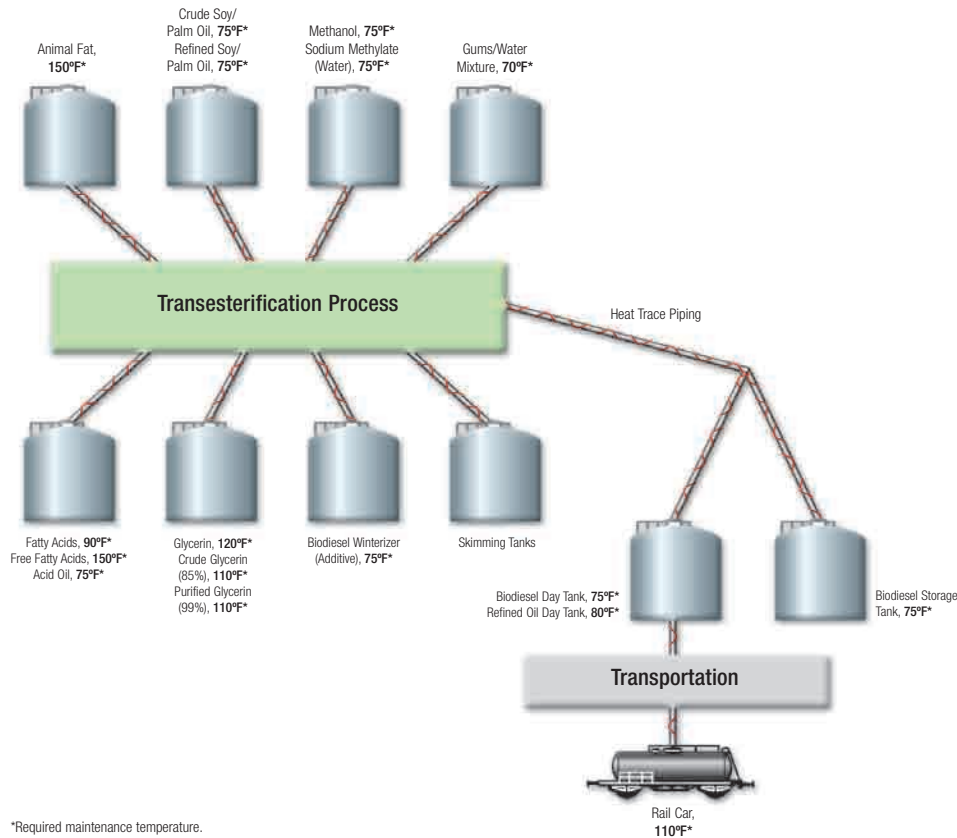 Animal Fat,
150ºF*
Crude Soy/
Palm Oil, 75ºF*
Refined Soy/
Palm Oil, 75ºF*
Methanol, 75ºF*
Sodium Methylate
(Water), 75ºF*
Gums/Water
Mixture, 70ºF*
Transesterification Process
Heat Trace Piping
Fatty Acids, 90ºF*
Free Fatty Acids, 150ºF*
Acid Oil, 75ºF*
Glycerin, 120ºF*
Crude Glycerin
(85%), 110ºF*
Purified Glycerin
(99%), 110ºF*
Biodiesel Winterizer
(Additive), 75ºF*
Skimming Tanks
Biodiesel Day Tank, 75ºF*
Refined Oil Day Tank, 80ºF*
Biodiesel Storage
Tank, 75ºF*
Transportation
Rail Car,
110ºF*
*Required maintenance temperature.